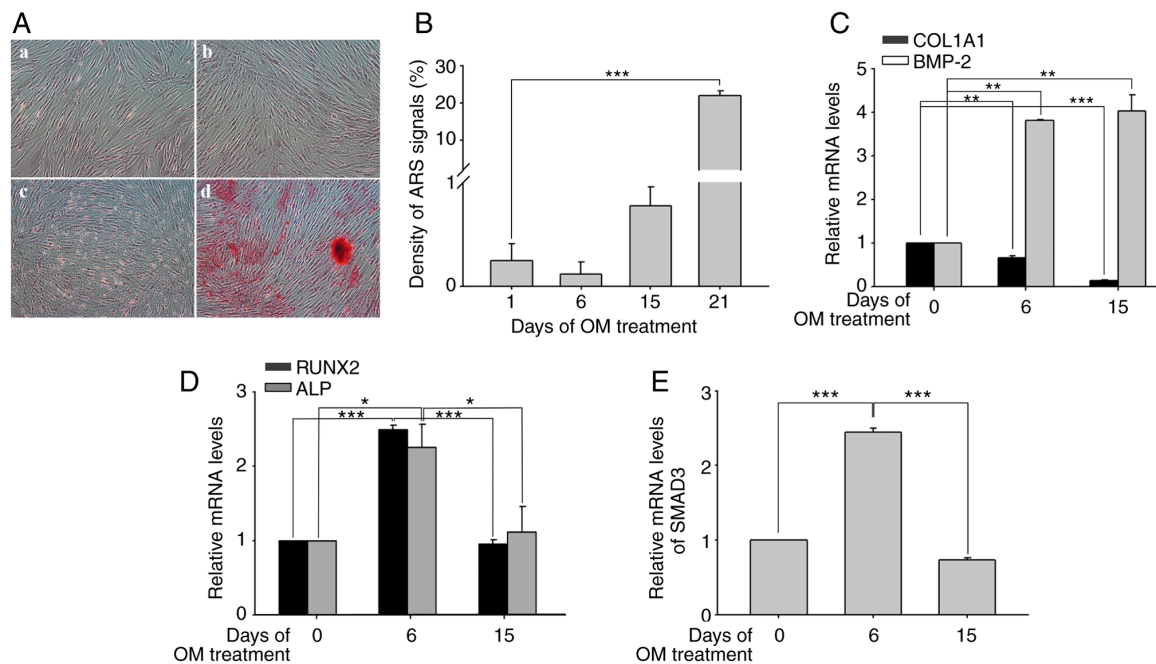 A
a
b
c
d
B
Density of ARS signals (%)
30
20
10
1
0
***
1 6 15 21
Days of OM treatment
C
COL1A1
BMP-2
Relative mRNA levels
5
4
3
2
1
0
**
**
**
***
Days of
OM treatment
0 6 15
D
RUNX2
ALP
Relative mRNA levels
3
2
1
0
* *
*** ***
Days of
OM treatment
0 6 15
E
Relative mRNA levels
of SMAD3
3
2
1
0
*** ***
Days of
OM treatment
0 6 15